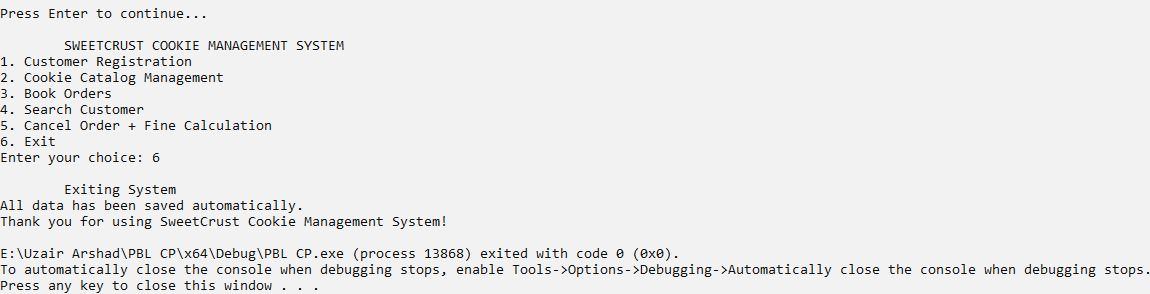 Press Enter to continue...
SWEETCRUST COOKIE MANAGEMENT SYSTEM
1. Customer Registration
2. Cookie Catalog Management
3. Book Orders
4. Search Customer
5. Cancel Order + Fine Calculation
6. Exit
Enter your choice: 6
Exiting System
All data has been saved automatically.
Thank you for using SweetCrust Cookie Management System!
E:\Uzair Arshad\PBL CP\x64\Debug\PBL CP.exe (process 13868) exited with code 0 (0x0).
To automatically close the console when debugging stops, enable Tools->Options->Debugging->Automatically close the console when debugging stops.
Press any key to close this window . . .